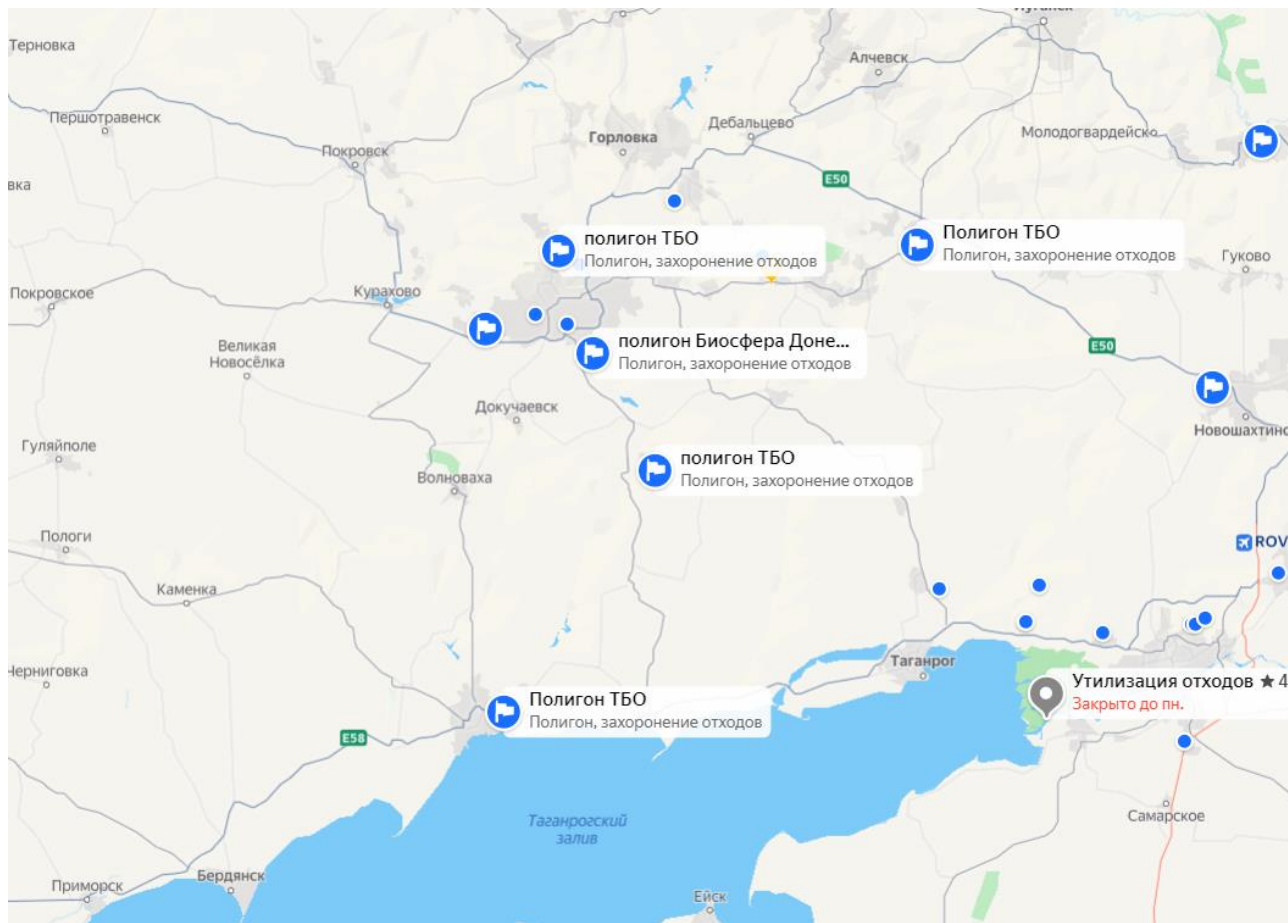 Луганск
Терновка
Алчевск
Першотравенск
Дебальцево
Горловка
Молодогвардейск
Покровск
вка
E50
полигон ТБО
Полигон, захоронение отходов
Полигон ТБО
Полигон, захоронение отходов
Гуково
Покровское
Курахово
Великая
Новосёлка
полигон Биосфера Доне...
Полигон, захоронение отходов
E50
Докучаевск
Новошахтинс
Гуляйполе
Волноваха
полигон ТБО
Полигон, захоронение отходов
Пологи
ROV
Каменка
Таганрог
Черниговка
Утилизация отходов ★ 4
Закрыто до пн.
Полигон ТБО
Полигон, захоронение отходов
E58
Таганрогский
залив
Самарское
Бердянск
Приморск
Ейск